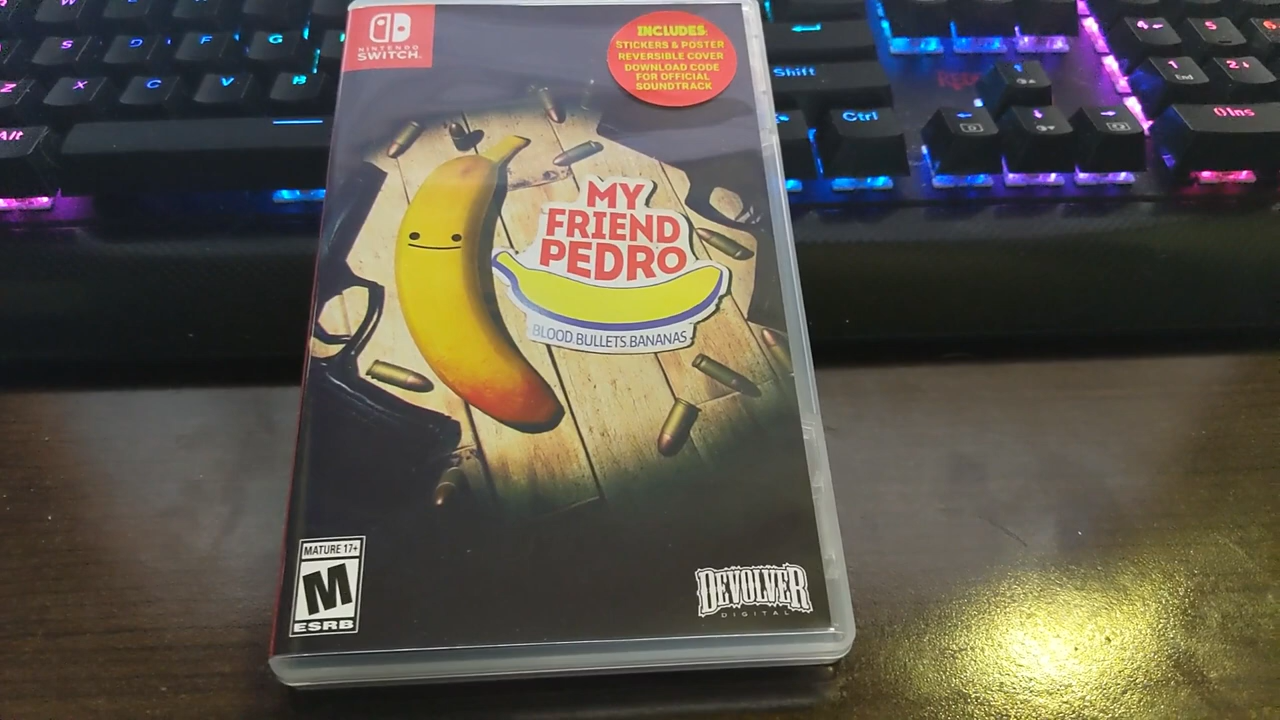 NINTENDO
SWITCH
INCLUDES:
STICKERS & POSTER
REVERSIBLE COVER
DOWNLOAD CODE
FOR OFFICIAL
SOUNDTRACK
MY
FRIEND
PEDRO
BLOOD BULLETS BANANAS
MATURE 17+
M
ESRB
DEVOLVER
DIGITAL
S D F G
Z X C V B
Alt
Shift
Ctrl
4 5 6
1 2
End
0Ins